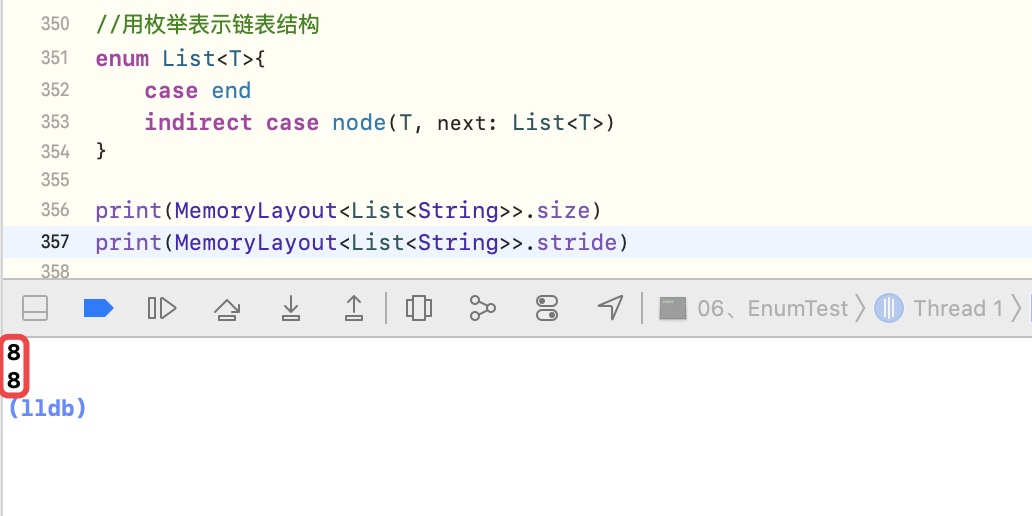 350 //用枚举表示链表结构
351 enum List<T>{
352 case end
353 indirect case node(T, next: List<T>)
354 }
355
356 print(MemoryLayout<List<String>>.size)
357 print(MemoryLayout<List<String>>.stride)
358
06、EnumTest 〉 Thread 1 〉
8
8
(lldb)